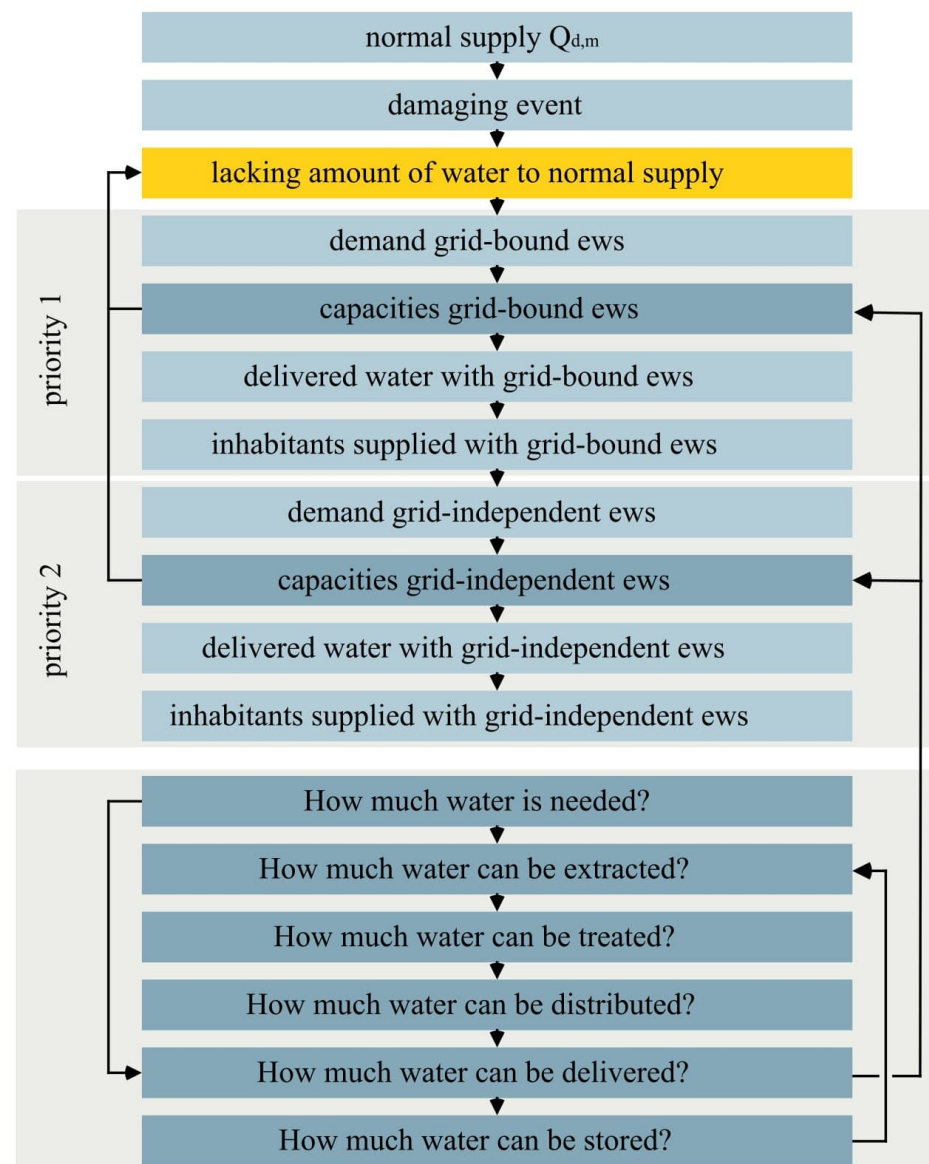 normal supply Qd,m
damaging event
lacking amount of water to normal supply
priority 1
demand grid-bound ews
capacities grid-bound ews
delivered water with grid-bound ews
inhabitants supplied with grid-bound ews
priority 2
demand grid-independent ews
capacities grid-independent ews
delivered water with grid-independent ews
inhabitants supplied with grid-independent ews
How much water is needed?
How much water can be extracted?
How much water can be treated?
How much water can be distributed?
How much water can be delivered?
How much water can be stored?